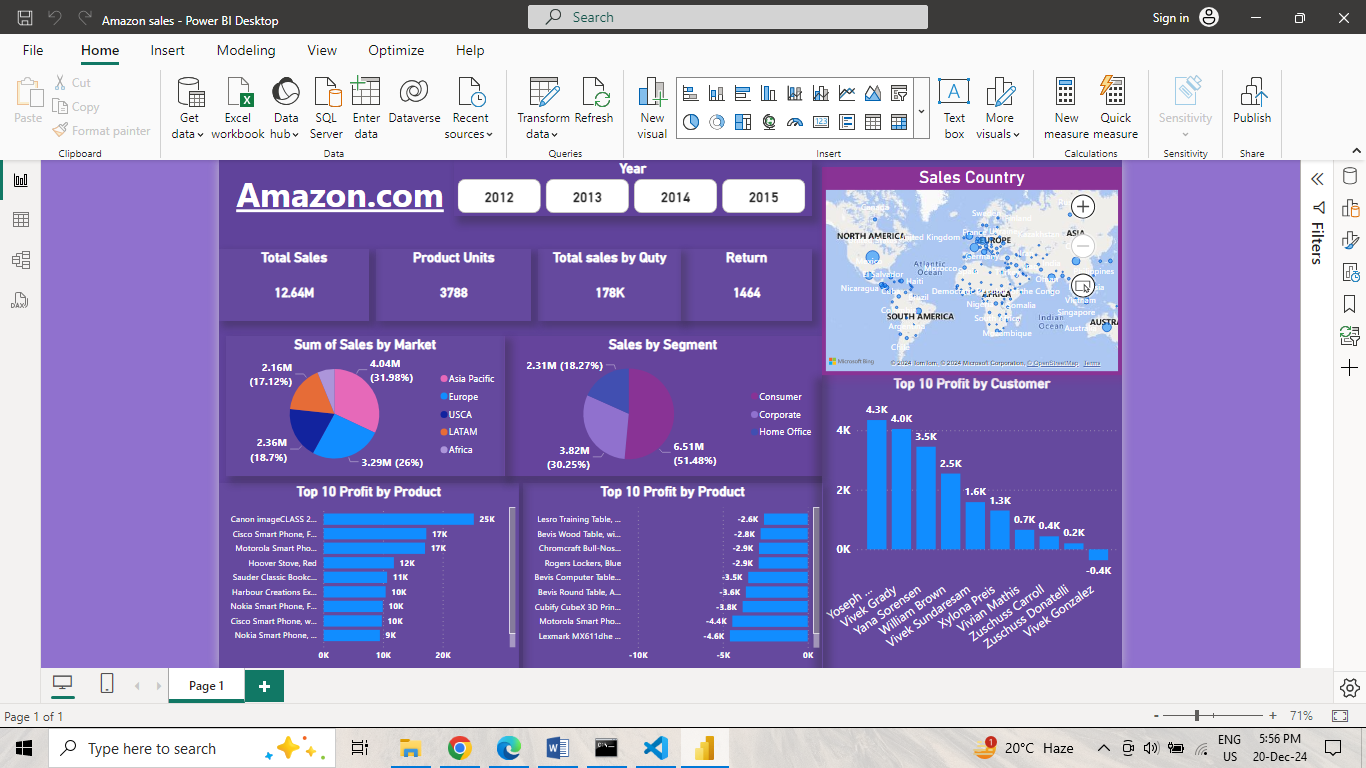 Amazon sales - Power BI Desktop
Search
Sign in
File Home Insert Modeling View Optimize Help
Paste
Cut
Copy
Format painter
Clipboard
Get data
Excel workbook
Data hub
SQL Server
Enter data
Dataverse
Recent sources
Data
Transform data
Refresh
Queries
New visual
Text box
More visuals
Insert
New measure
Quick measure
Calculations
Sensitivity
Sensitivity
Publish
Share
Amazon.com
Year
2012 2013 2014 2015
Total Sales
12.64M
Product Units
3788
Total sales by Quty
178K
Return
1464
Sales Country
NORTH AMERICA
EUROPE
ASIA
Atlantic
Ocean
AFRICA
SOUTH AMERICA
Indian
Ocean
AUSTRA
Morocco
Haiti
Nicaragua
El Salvador
Singapore
Vietnam
Microsoft Bing
© 2024 TomTom, © 2024 Microsoft Corporation, © OpenStreetMap Terms
Sum of Sales by Market
4.04M
(31.98%)
3.29M (26%)
2.36M
(18.7%)
2.16M
(17.12%)
Asia Pacific
Europe
USCA
LATAM
Africa
Sales by Segment
2.31M (18.27%)
3.82M
(30.25%)
6.51M
(51.48%)
Consumer
Corporate
Home Office
Top 10 Profit by Customer
4K
2K
0K
4.3K
4.0K
3.5K
2.5K
1.6K
1.3K
0.7K
0.4K
0.2K
-0.4K
Yoseph ...
Vivek Grady
Yana Sorensen
William Brown
Vivek Sundaresam
Xylona Preis
Vivian Mathis
Zuschuss Carroll
Zuschuss Donatelli
Vivek Gonzalez
Top 10 Profit by Product
Canon imageCLASS 2... 25K
Cisco Smart Phone, F... 17K
Motorola Smart Pho... 17K
Hoover Stove, Red 12K
Sauder Classic Bookc... 11K
Harbour Creations Ex... 10K
Nokia Smart Phone, F... 10K
Cisco Smart Phone, w... 10K
Nokia Smart Phone, ... 9K
0K 10K 20K
Top 10 Profit by Product
Lesro Training Table, ... -2.6K
Bevis Wood Table, wi... -2.8K
Chromcraft Bull-Nos... -2.9K
Rogers Lockers, Blue -2.9K
Bevis Computer Table... -3.5K
Bevis Round Table, A... -3.6K
Cubify CubeX 3D Prin... -3.8K
Motorola Smart Pho... -4.4K
Lexmark MX611dhe ... -4.6K
-10K -5K 0K
Filters
Page 1
Page 1 of 1
71%
Type here to search
1
20°C Haze
ENG
US
5:56 PM
20-Dec-24